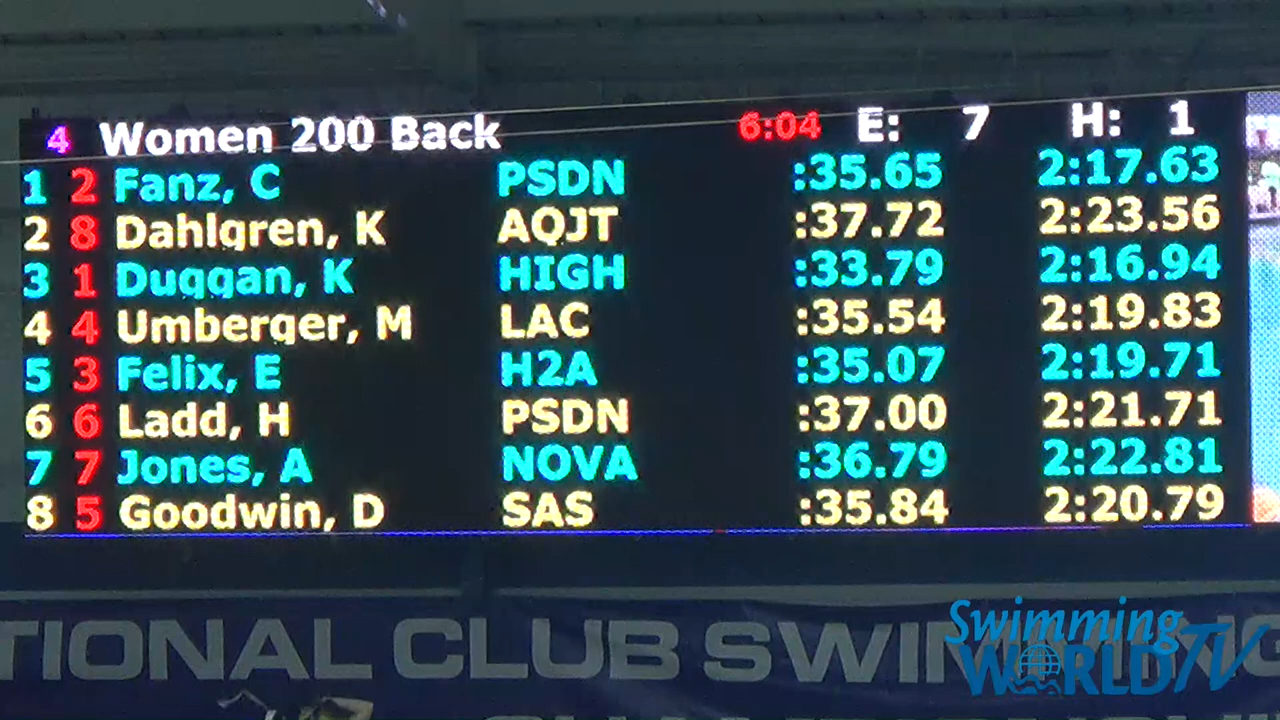 4 Women 200 Back 6:04 E: 7 H: 1
1 2 Fanz, C PSDN :35.65 2:17.63
2 8 Dahlgren, K AQJT :37.72 2:23.56
3 1 Duggan, K HIGH :33.79 2:16.94
4 4 Umberger, M LAC :35.54 2:19.83
5 3 Felix, E H2A :35.07 2:19.71
6 6 Ladd, H PSDN :37.00 2:21.71
7 7 Jones, A NOVA :36.79 2:22.81
8 5 Goodwin, D SAS :35.84 2:20.79
TIONAL CLUB SWIMMING
Swimming
WORLD TV